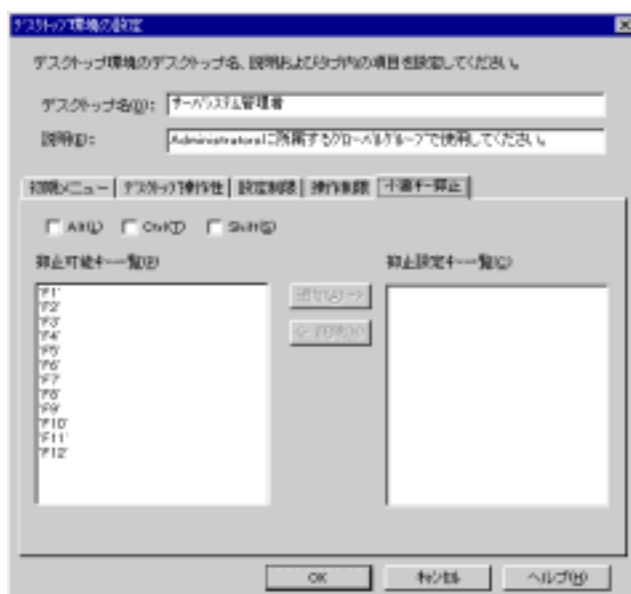 デスクトップ環境の設定
デスクトップ環境のデスクトップ名、説明およびタブ内の項目を設定してください。
デスクトップ名(D): サーバシステム管理者
説明(E): Administratorsに所属するグローバルグループで使用してください。
初期メニュー デスクトップ操作性 設定制限 操作制限 不要キー抑止
Alt(L) Ctrl(T) Shift(S)
抑止可能キー一覧(P) 抑止設定キー一覧(C)
'F1'
'F2'
'F3'
'F4'
'F5'
'F6'
'F7'
'F8'
'F9'
'F10'
'F11'
'F12'
追加(A) ->
<- 削除(R)
OK キャンセル ヘルプ(H)